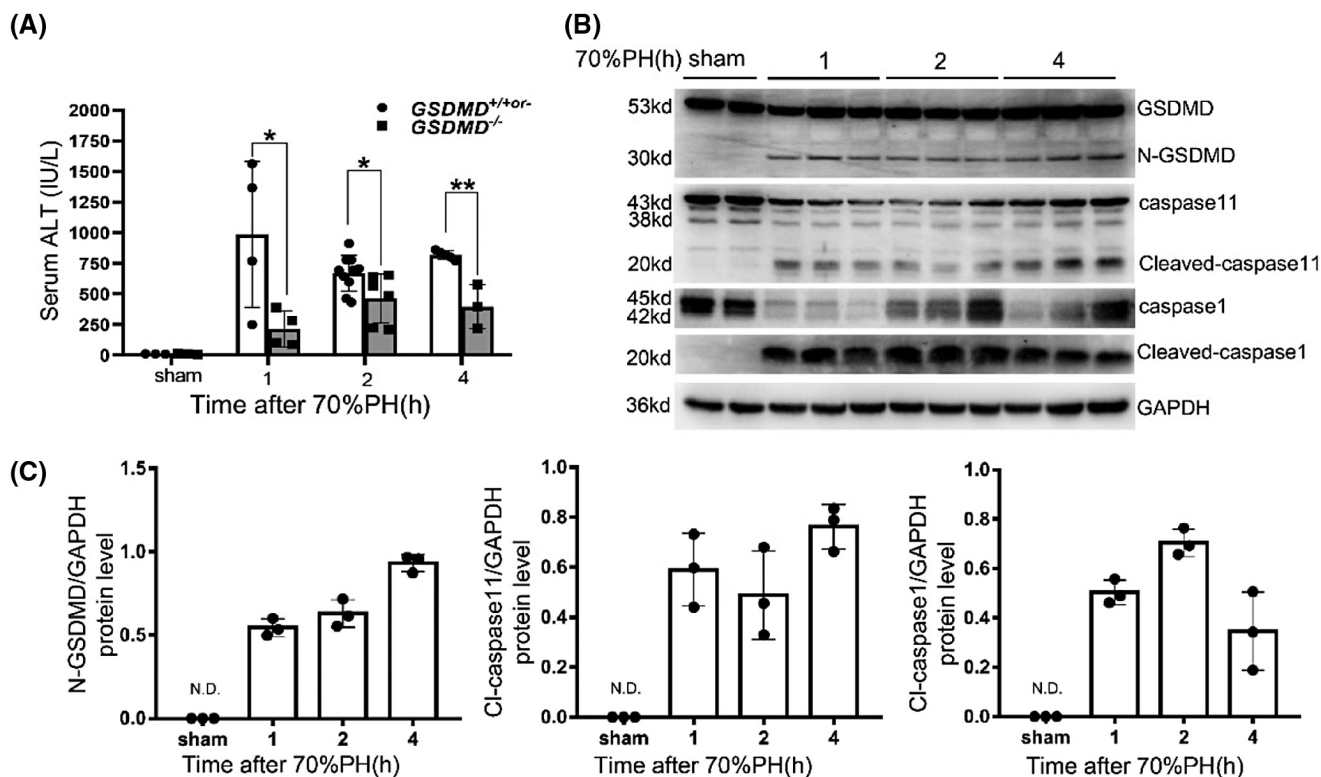 (A)
2000
1750
1500
1250
1000
750
500
250
0
Serum ALT (IU/L)
GSDMD+/+or-
GSDMD-/-
*
*
**
sham
1
2
4
Time after 70%PH(h)
(B)
70%PH(h) sham 1 2 4
53kd GSDMD
30kd N-GSDMD
43kd caspase11
38kd
20kd Cleaved-caspase11
45kd caspase1
42kd
20kd Cleaved-caspase1
36kd GAPDH
(C)
N-GSDMD/GAPDH
protein level
1.5
1.0
0.5
0.0
N.D.
sham 1 2 4
Time after 70%PH(h)
Cl-caspase11/GAPDH
protein level
1.0
0.8
0.6
0.4
0.2
0.0
N.D.
sham 1 2 4
Time after 70%PH(h)
Cl-caspase1/GAPDH
protein level
1.0
0.8
0.6
0.4
0.2
0.0
N.D.
sham 1 2 4
Time after 70%PH(h)